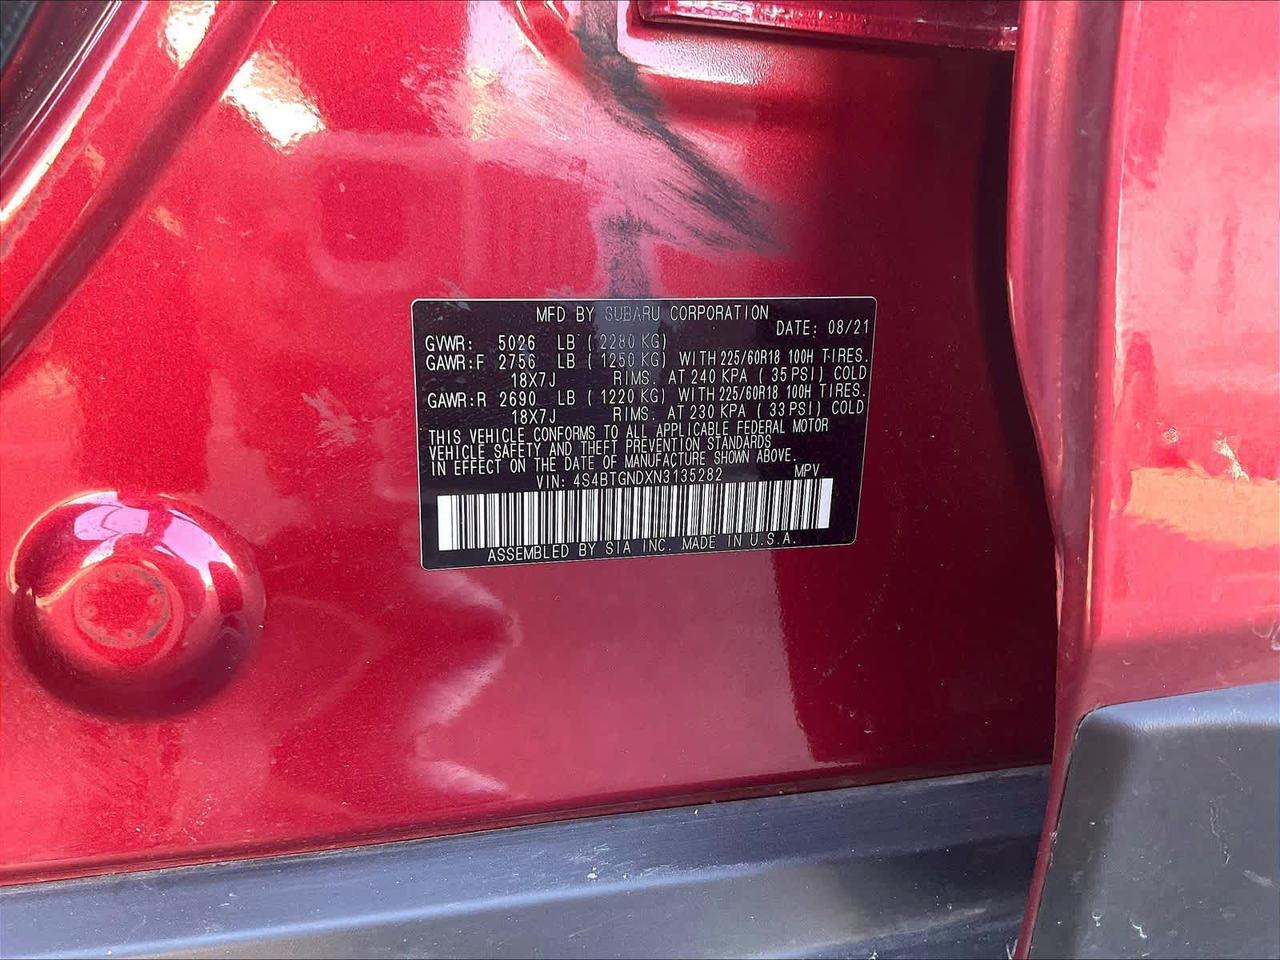 MFD BY SUBARU CORPORATION
DATE: 08/21
GVWR: 5026 LB ( 2280 KG)
GAWR:F 2756 LB ( 1250 KG) WITH 225/60R18 100H TIRES.
18X7J RIMS. AT 240 KPA ( 35 PSI) COLD
GAWR:R 2690 LB ( 1220 KG) WITH 225/60R18 100H TIRES.
18X7J RIMS. AT 230 KPA ( 33 PSI) COLD
THIS VEHICLE CONFORMS TO ALL APPLICABLE FEDERAL MOTOR
VEHICLE SAFETY AND THEFT PREVENTION STANDARDS
IN EFFECT ON THE DATE OF MANUFACTURE SHOWN ABOVE.
VIN: 4S4BTGNDXN3135282 MPV
ASSEMBLED BY SIA INC. MADE IN U.S.A.